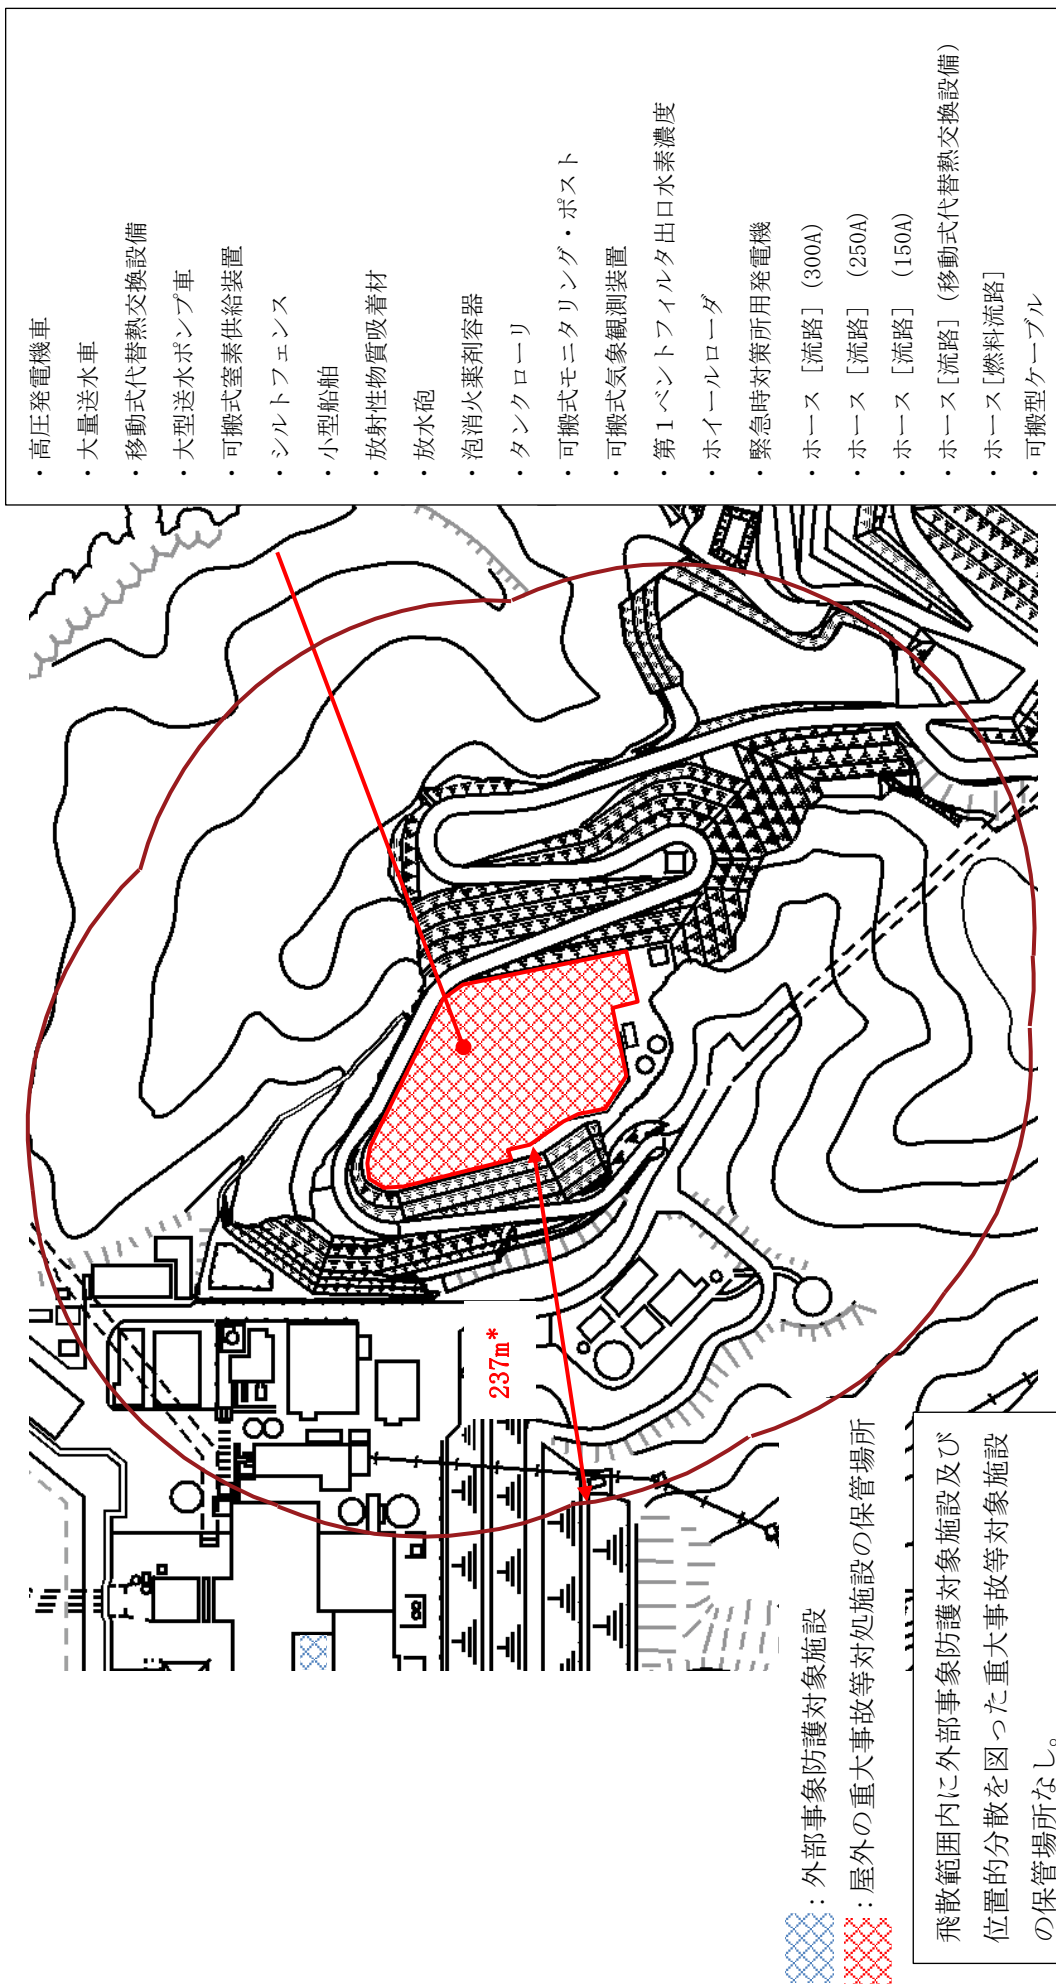 ・高圧発電機車
・大量送水車
・移動式代替熱交換設備
・大型送水ポンプ車
・可搬式窒素供給装置
・シルトフェンス
・小型船舶
・放射性物質吸着材
・放水砲
・泡消火薬剤容器
・タンクローリ
・可搬式モニタリング・ポスト
・可搬式気象観測装置
・第1ベントフィルタ出口水素濃度
・ホイールローダ
・緊急時対策所用発電機
・ホース［流路］(300A)
・ホース［流路］(250A)
・ホース［流路］(150A)
・ホース［流路］(移動式代替熱交換設備)
・ホース［燃料流路］
・可搬型ケーブル
237m*
：外部事象防護対象施設
：屋外の重大事故等対処施設の保管場所
飛散範囲内に外部事象防護対象施設及び
位置的分散を図った重大事故等対象施設
の保管場所なし。